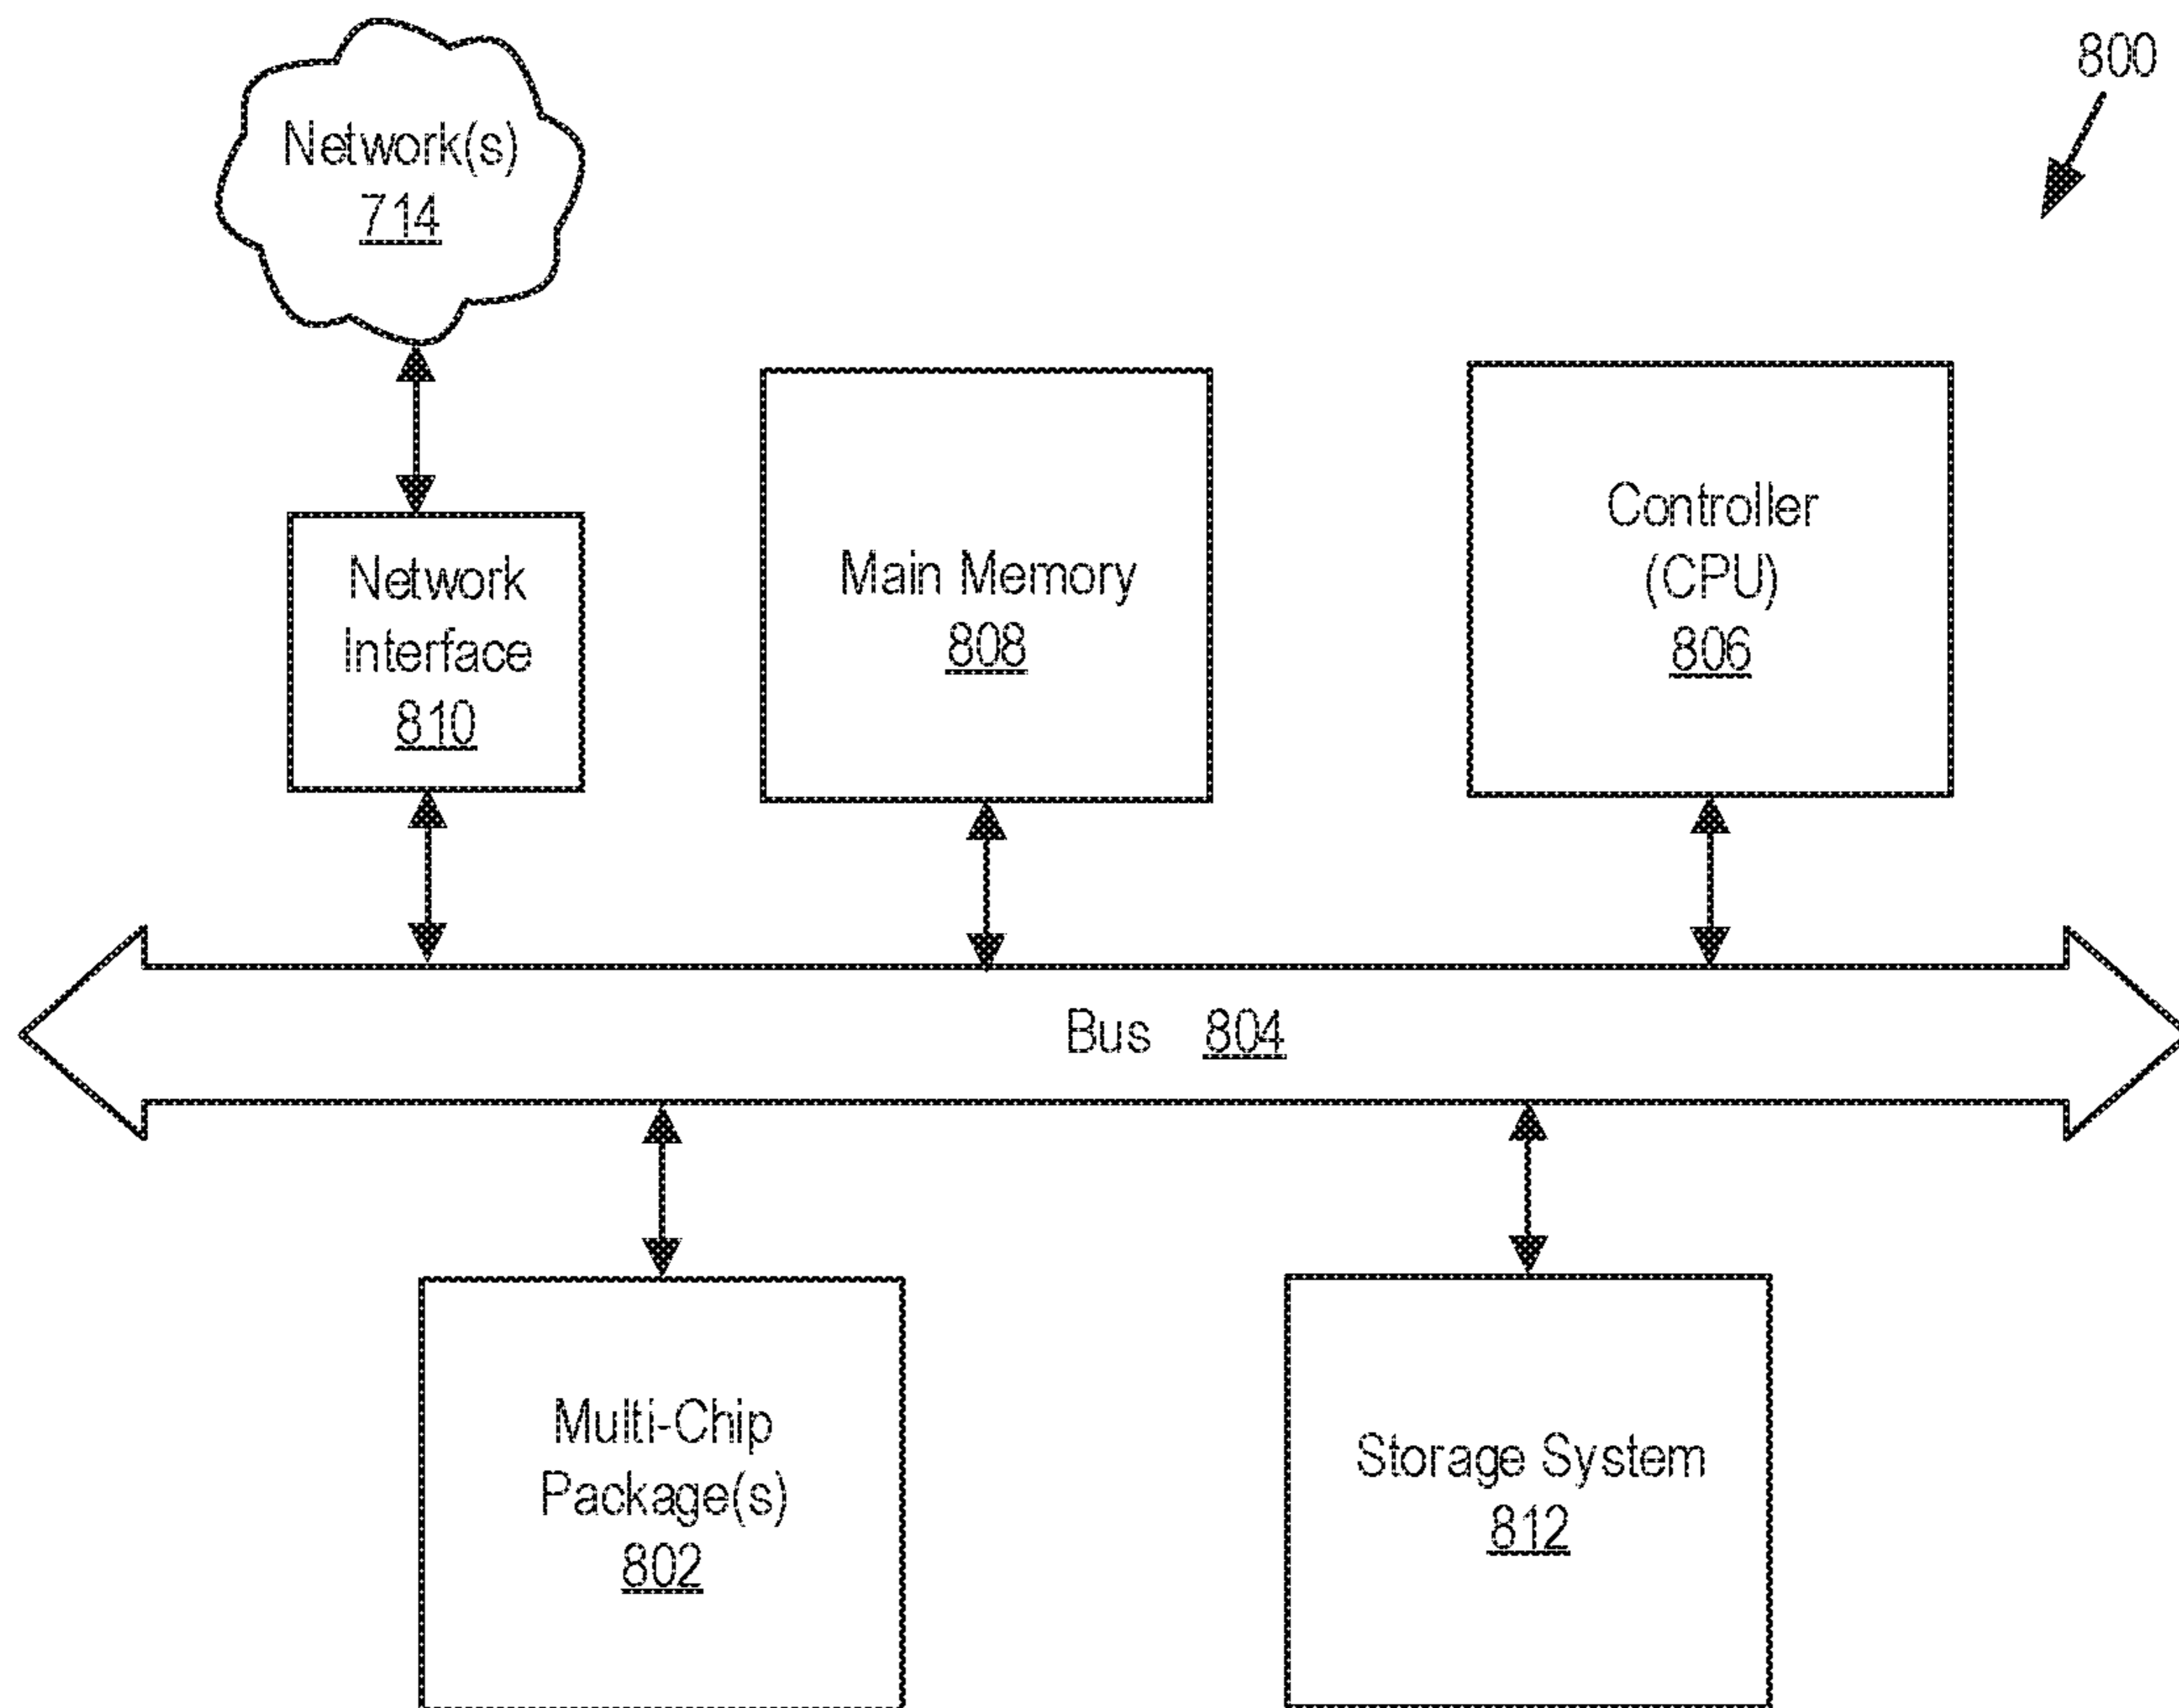 800
Network(s)
714
Network
Interface
810
Main Memory
808
Controller
(CPU)
806
Bus 804
Multi-Chip
Package(s)
802
Storage System
812